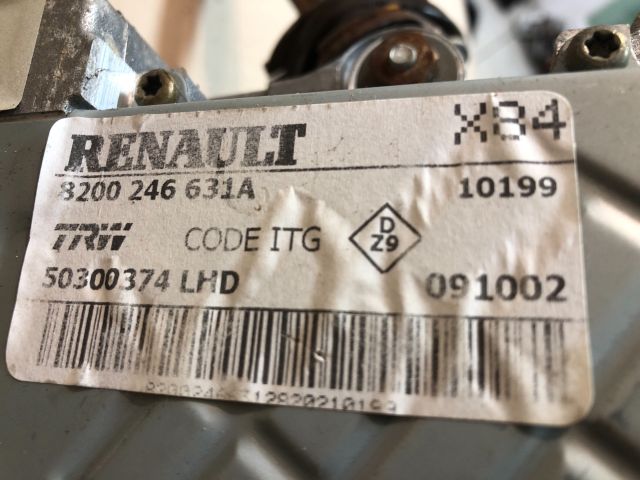 RENAULT X84
8200 246 631A 10199
TRW CODE ITG D Z9
50300374 LHD 091002